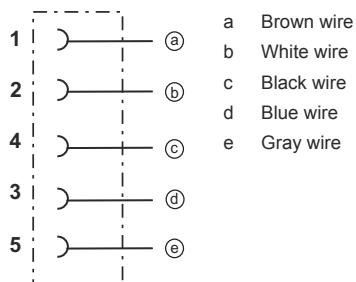 1 ⓐ
2 ⓑ
4 ⓒ
3 ⓓ
5 ⓔ
a Brown wire
b White wire
c Black wire
d Blue wire
e Gray wire